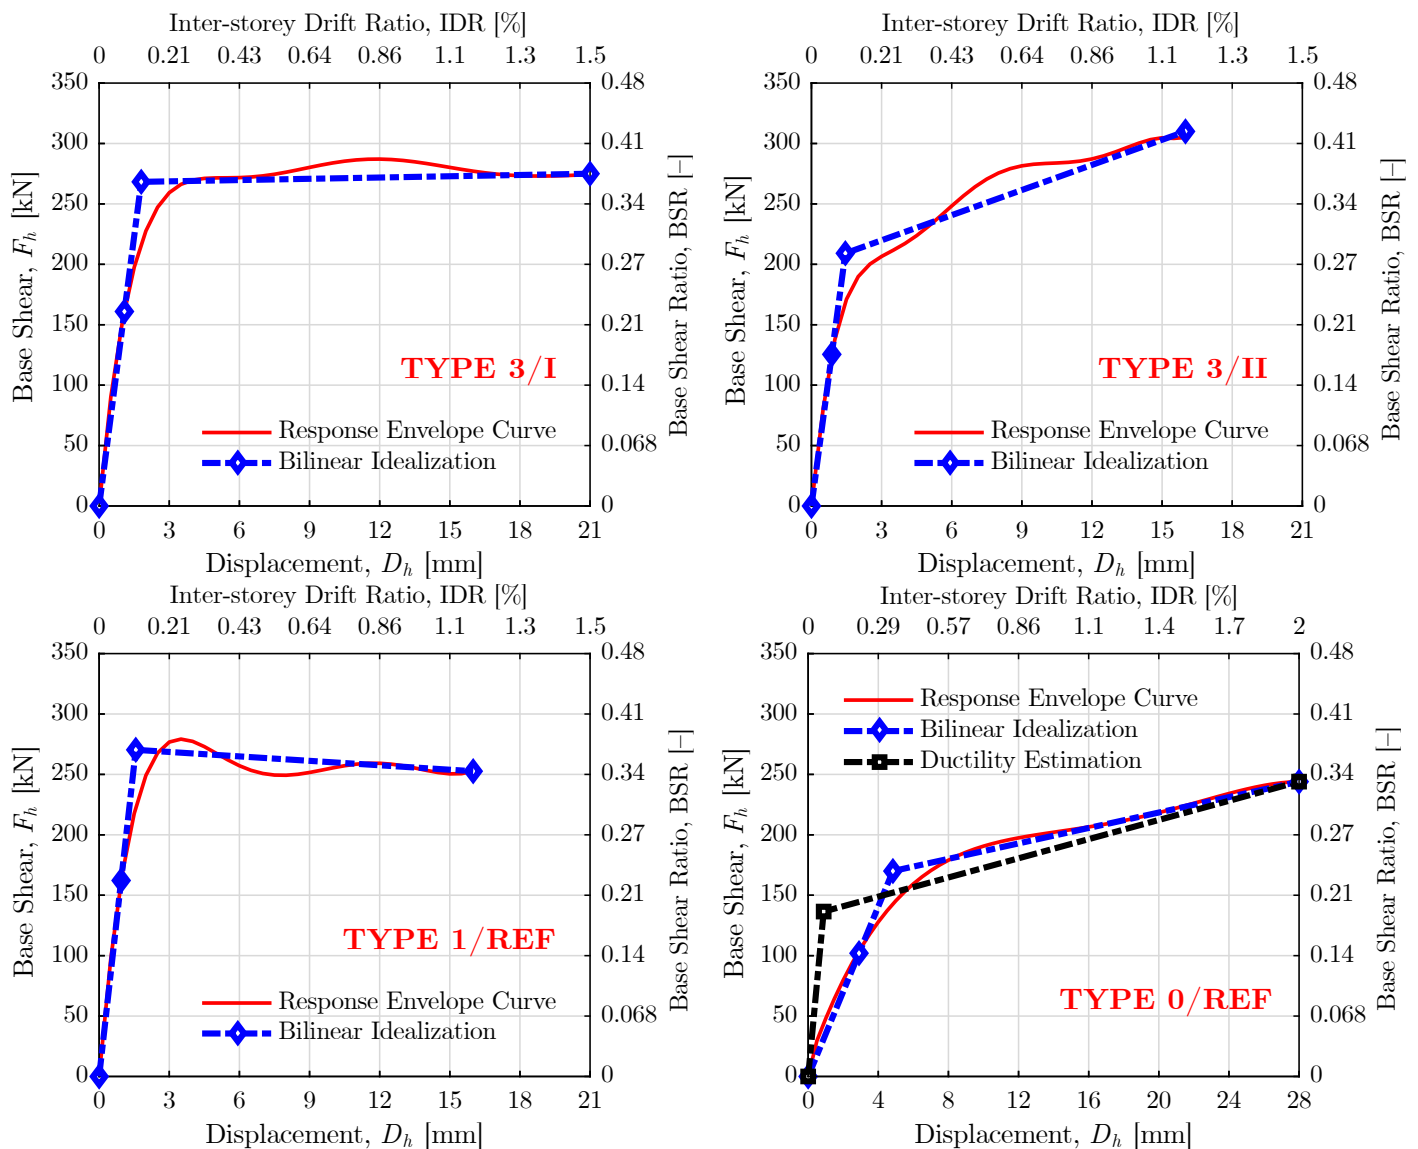 Inter-storey Drift Ratio, IDR [%]
0 0.21 0.43 0.64 0.86 1.1 1.3 1.5
350 300 250 200 150 100 50 0
Base Shear, F_h [kN]
0.48 0.41 0.34 0.27 0.21 0.14 0.068 0
Base Shear Ratio, BSR [–]
TYPE 3/I
Response Envelope Curve
Bilinear Idealization
0 3 6 9 12 15 18 21
Displacement, D_h [mm]
Inter-storey Drift Ratio, IDR [%]
0 0.21 0.43 0.64 0.86 1.1 1.3 1.5
350 300 250 200 150 100 50 0
Base Shear, F_h [kN]
0.48 0.41 0.34 0.27 0.21 0.14 0.068 0
Base Shear Ratio, BSR [–]
TYPE 3/II
Response Envelope Curve
Bilinear Idealization
0 3 6 9 12 15 18 21
Displacement, D_h [mm]
Inter-storey Drift Ratio, IDR [%]
0 0.21 0.43 0.64 0.86 1.1 1.3 1.5
350 300 250 200 150 100 50 0
Base Shear, F_h [kN]
0.48 0.41 0.34 0.27 0.21 0.14 0.068 0
Base Shear Ratio, BSR [–]
TYPE 1/REF
Response Envelope Curve
Bilinear Idealization
0 3 6 9 12 15 18 21
Displacement, D_h [mm]
Inter-storey Drift Ratio, IDR [%]
0 0.29 0.57 0.86 1.1 1.4 1.7 2
350 300 250 200 150 100 50 0
Base Shear, F_h [kN]
0.48 0.41 0.34 0.27 0.21 0.14 0.068 0
Base Shear Ratio, BSR [–]
Response Envelope Curve
Bilinear Idealization
Ductility Estimation
TYPE 0/REF
0 4 8 12 16 20 24 28
Displacement, D_h [mm]